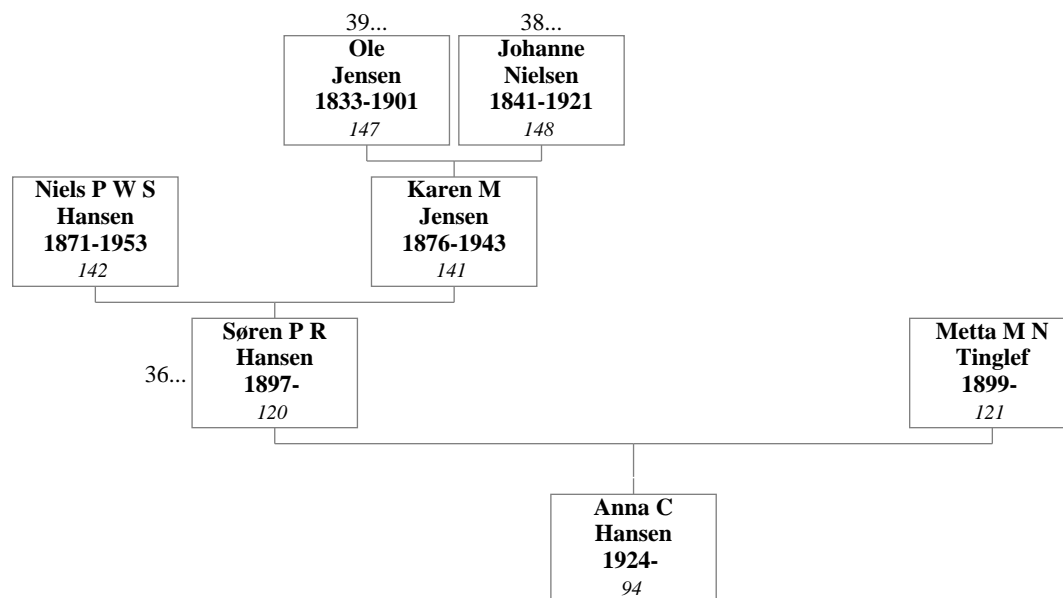 39...
Ole
Jensen
1833-1901
147
38...
Johanne
Nielsen
1841-1921
148
Niels P W S
Hansen
1871-1953
142
Karen M
Jensen
1876-1943
141
36...
Søren P R
Hansen
1897-
120
Metta M N
Tinglef
1899-
121
Anna C
Hansen
1924-
94